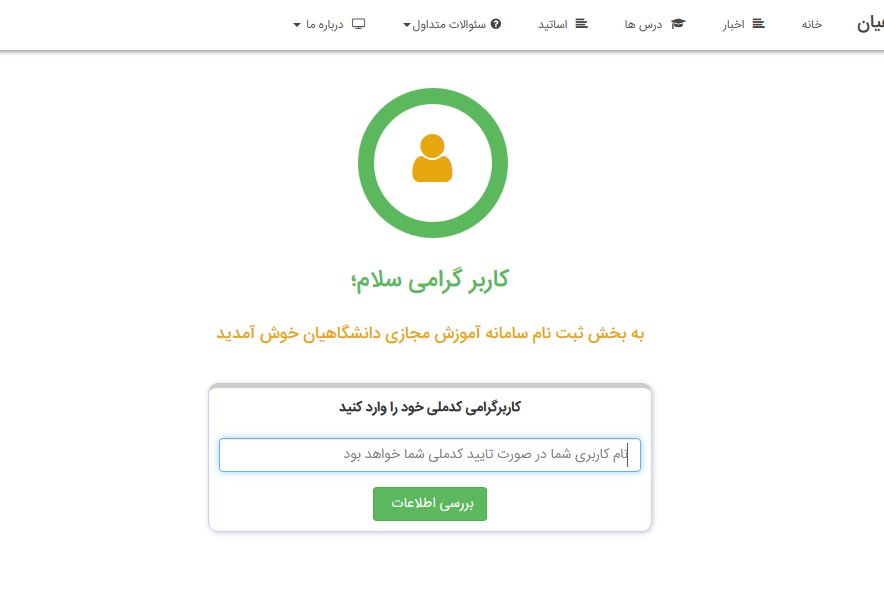 خانه اخبار درس ها اساتید سئوالات متداول درباره ما
کاربر گرامی سلام؛
به بخش ثبت نام سامانه آموزش مجازی دانشگاهیان خوش آمدید
کاربرگرامی کدملی خود را وارد کنید
نام کاربری شما در صورت تایید کدملی شما خواهد بود
بررسی اطلاعات